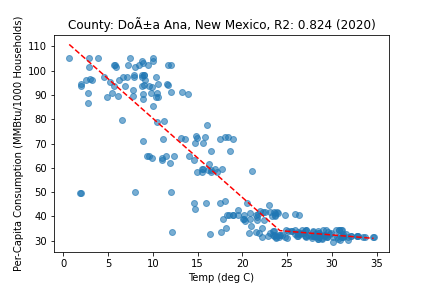 County: DoÃ±a Ana, New Mexico, R2: 0.824 (2020)
Per-Capita Consumption (MMBtu/1000 Households)
110
100
90
80
70
60
50
40
30
0 5 10 15 20 25 30 35
Temp (deg C)